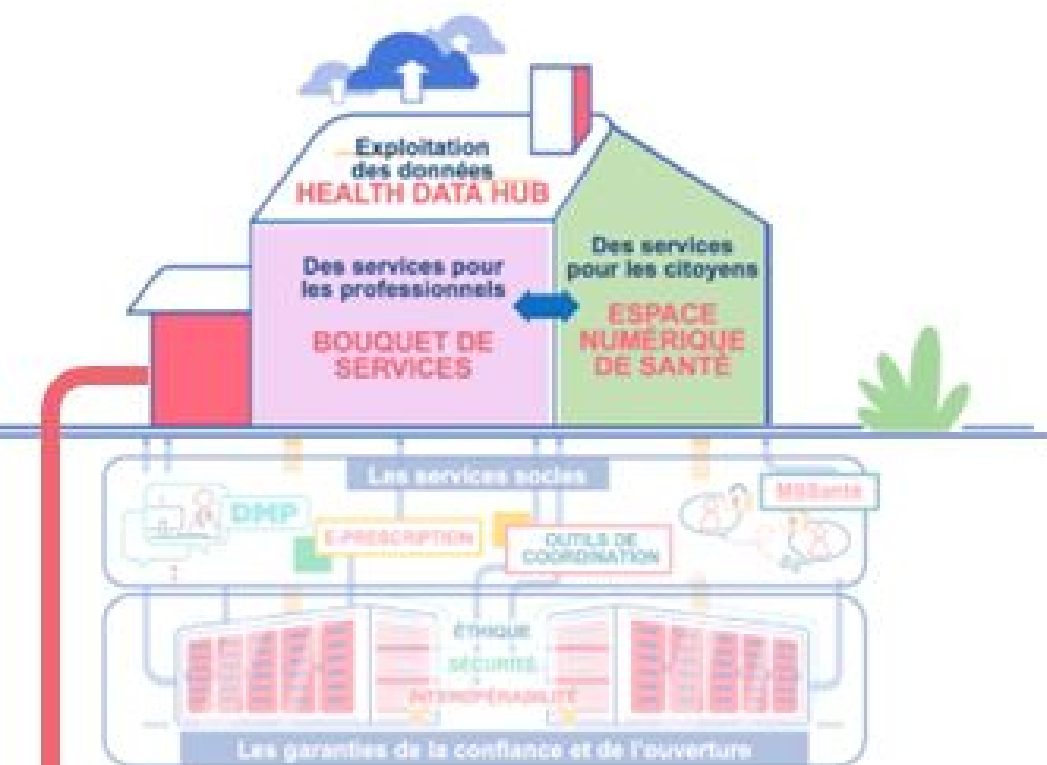 Exploitation
des données
HEALTH DATA HUB
Des services pour
les professionnels
BOUQUET DE
SERVICES
Des services
pour les citoyens
ESPACE
NUMÉRIQUE
DE SANTÉ
Les services socles
DMP
E-PRESCRIPTION
OUTILS DE
COORDINATION
MSSanté
ÉTHIQUE
SÉCURITÉ
INTEROPÉRABILITÉ
Les garanties de la confiance et de l'ouverture